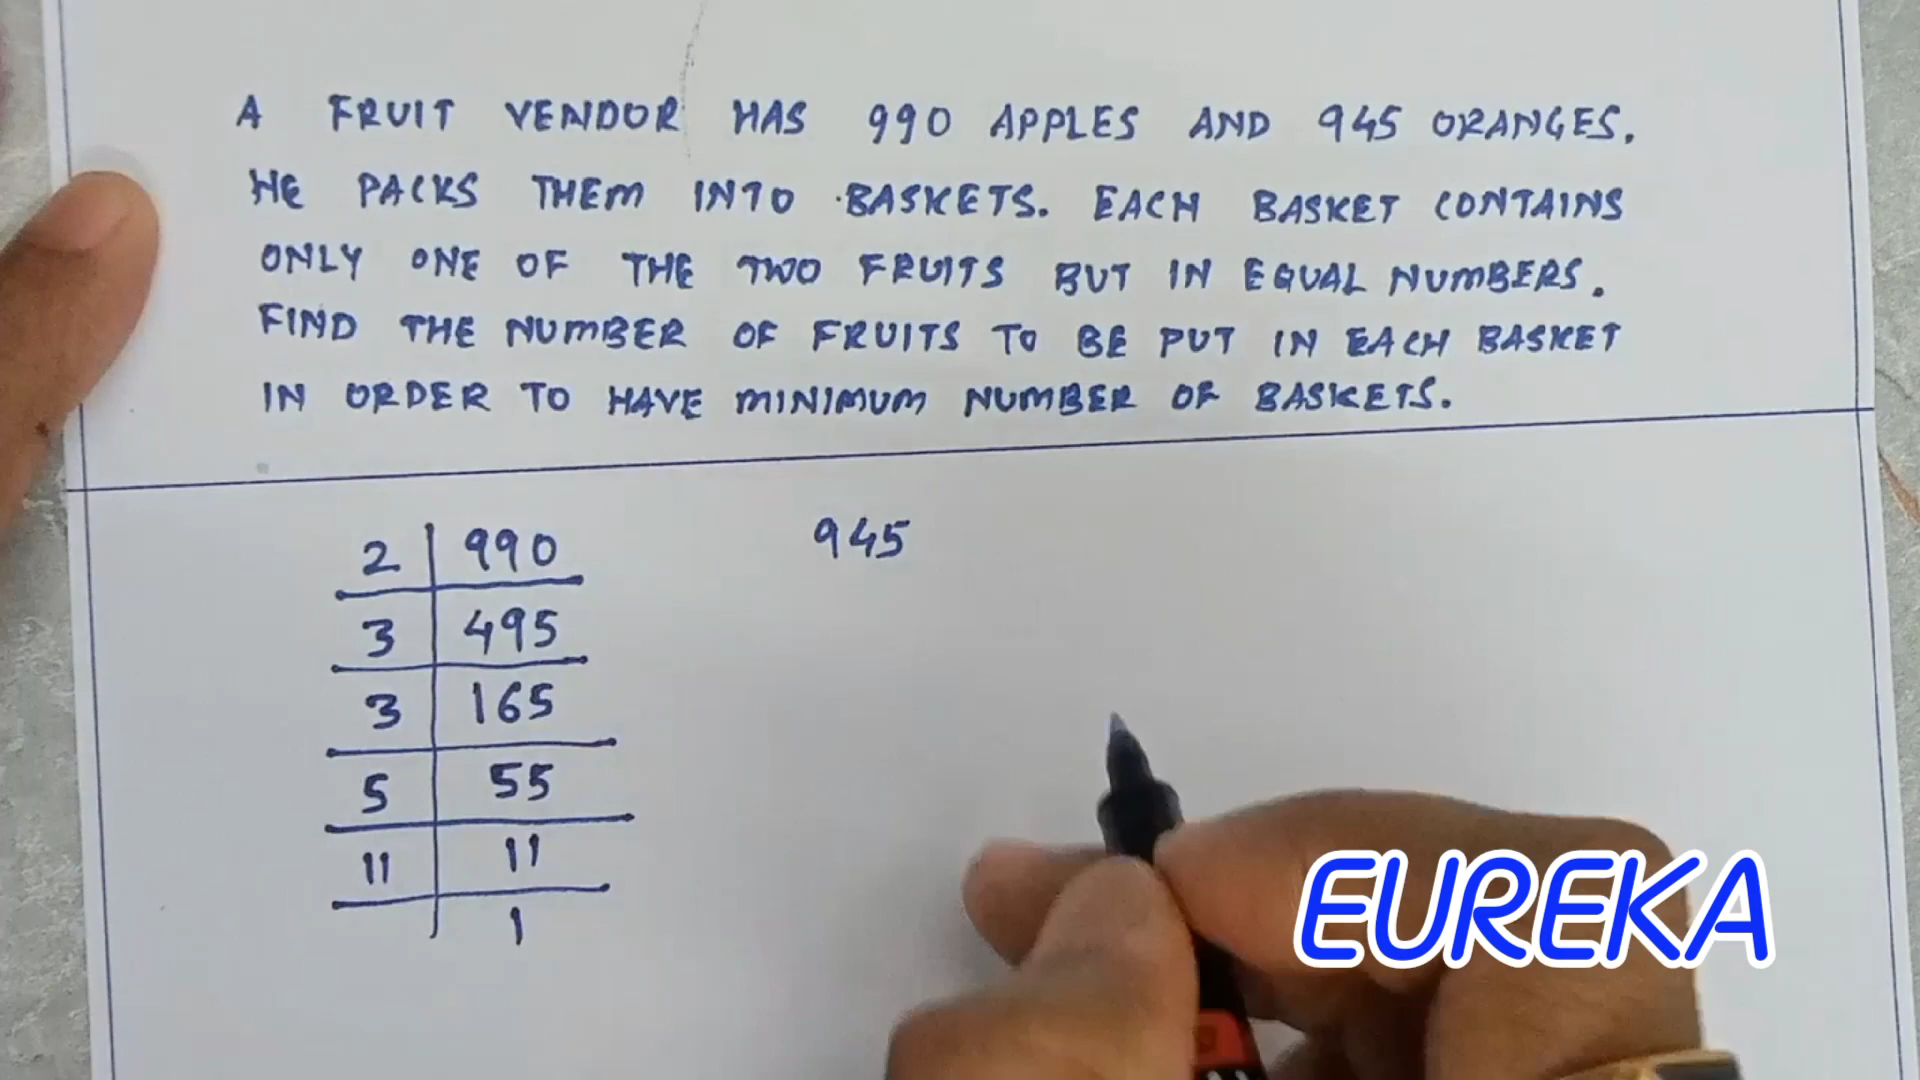 A FRUIT VENDOR HAS 990 APPLES AND 945 ORANGES.
HE PACKS THEM INTO BASKETS. EACH BASKET CONTAINS
ONLY ONE OF THE TWO FRUITS BUT IN EQUAL NUMBERS.
FIND THE NUMBER OF FRUITS TO BE PUT IN EACH BASKET
IN ORDER TO HAVE MINIMUM NUMBER OF BASKETS.
2 | 990
3 | 495
3 | 165
5 | 55
11 | 11
| 1
945
EUREKA